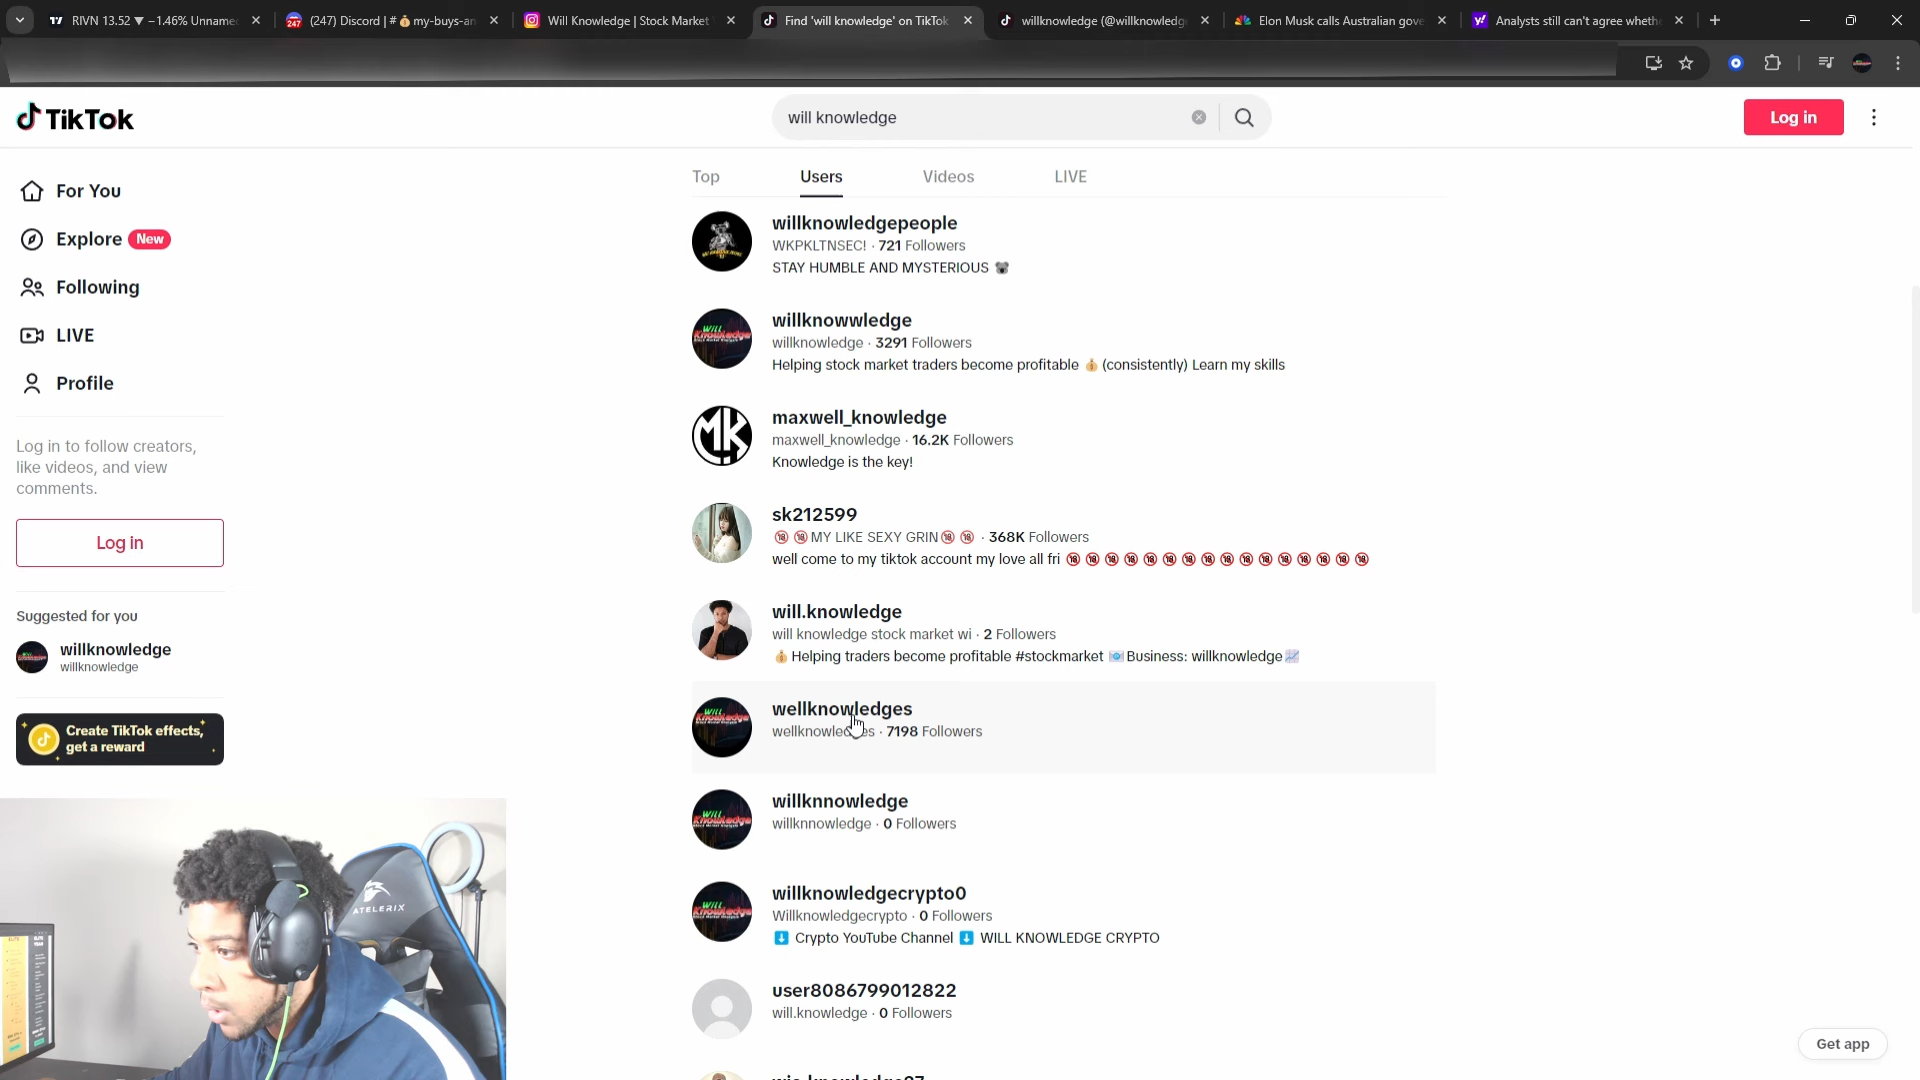 RIVN 13.52 ▼ −1.46% Unname
(247) Discord | #💰my-buys-an
Will Knowledge | Stock Market
Find 'will knowledge' on TikTok
willknowledge (@willknowledg
Elon Musk calls Australian gove
Analysts still can't agree wheth
TikTok
will knowledge
Log in
For You
Explore New
Following
LIVE
Profile
Log in to follow creators,
like videos, and view
comments.
Log in
Suggested for you
willknowledge
willknowledge
Create TikTok effects,
get a reward
Top Users Videos LIVE
willknowledgepeople
WKPKLTNSEC! · 721 Followers
STAY HUMBLE AND MYSTERIOUS 🐨
willknowwledge
willknowledge · 3291 Followers
Helping stock market traders become profitable 💰 (consistently) Learn my skills
MK
maxwell_knowledge
maxwell_knowledge · 16.2K Followers
Knowledge is the key!
sk212599
🔞 🔞 MY LIKE SEXY GRIN🔞 🔞 · 368K Followers
well come to my tiktok account my love all fri 🔞 🔞 🔞 🔞 🔞 🔞 🔞 🔞 🔞 🔞 🔞 🔞 🔞 🔞 🔞 🔞
will.knowledge
will knowledge stock market wi · 2 Followers
💰 Helping traders become profitable #stockmarket 📧 Business: willknowledge 📈
wellknowledges
wellknowledges · 7198 Followers
willknnowledge
willknnowledge · 0 Followers
willknowledgecrypto0
Willknowledgecrypto · 0 Followers
⬇️ Crypto YouTube Channel ⬇️ WILL KNOWLEDGE CRYPTO
user8086799012822
will.knowledge · 0 Followers
ATELERIX
Get app